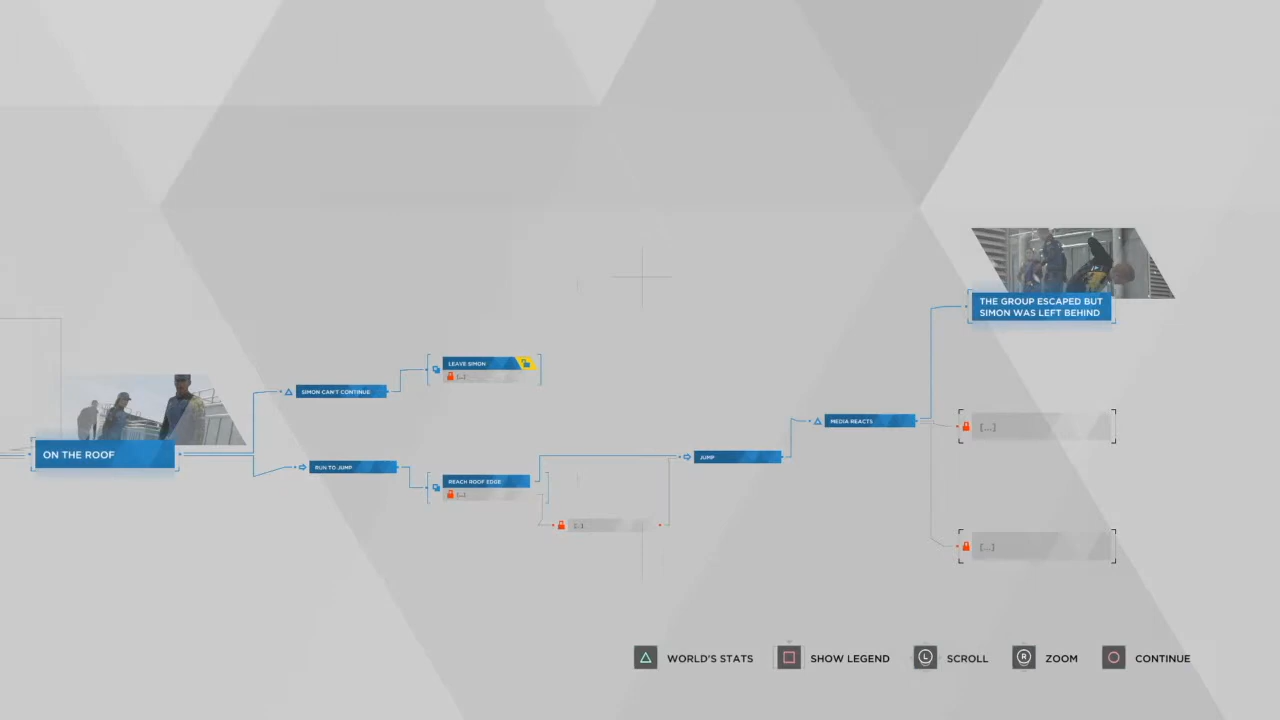 THE GROUP ESCAPED BUT
SIMON WAS LEFT BEHIND
LEAVE SIMON
[...]
SIMON CAN'T CONTINUE
MEDIA REACTS
[...]
ON THE ROOF
JUMP
RUN TO JUMP
REACH ROOF EDGE
[...]
[...]
[...]
WORLD'S STATS
SHOW LEGEND
L
SCROLL
R
ZOOM
CONTINUE